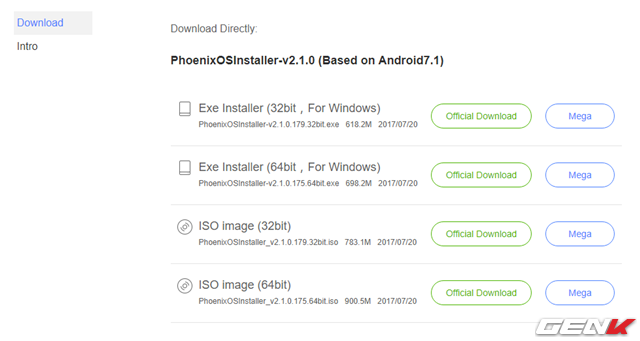 Download
Intro
Download Directly:
PhoenixOSInstaller-v2.1.0 (Based on Android7.1)
Exe Installer (32bit，For Windows)
PhoenixOSInstaller-v2.1.0.179.32bit.exe 618.2M 2017/07/20
Official Download
Mega
Exe Installer (64bit，For Windows)
PhoenixOSInstaller-v2.1.0.175.64bit.exe 698.2M 2017/07/20
Official Download
Mega
ISO image (32bit)
PhoenixOSInstaller_v2.1.0.179.32bit.iso 783.1M 2017/07/20
Official Download
Mega
ISO image (64bit)
PhoenixOSInstaller_v2.1.0.175.64bit.iso 900.5M 2017/07/20
Official Download
Mega
GENK